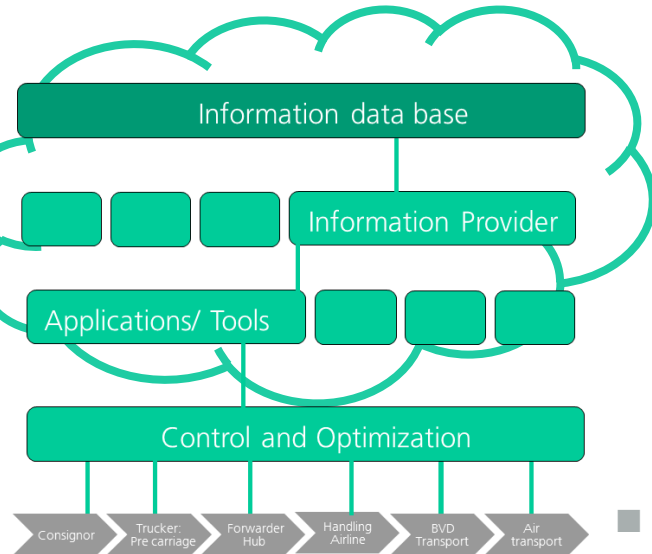 Information data base
Information Provider
Applications/ Tools
Control and Optimization
Consignor
Trucker:
Pre carriage
Forwarder
Hub
Handling
Airline
BVD
Transport
Air
transport